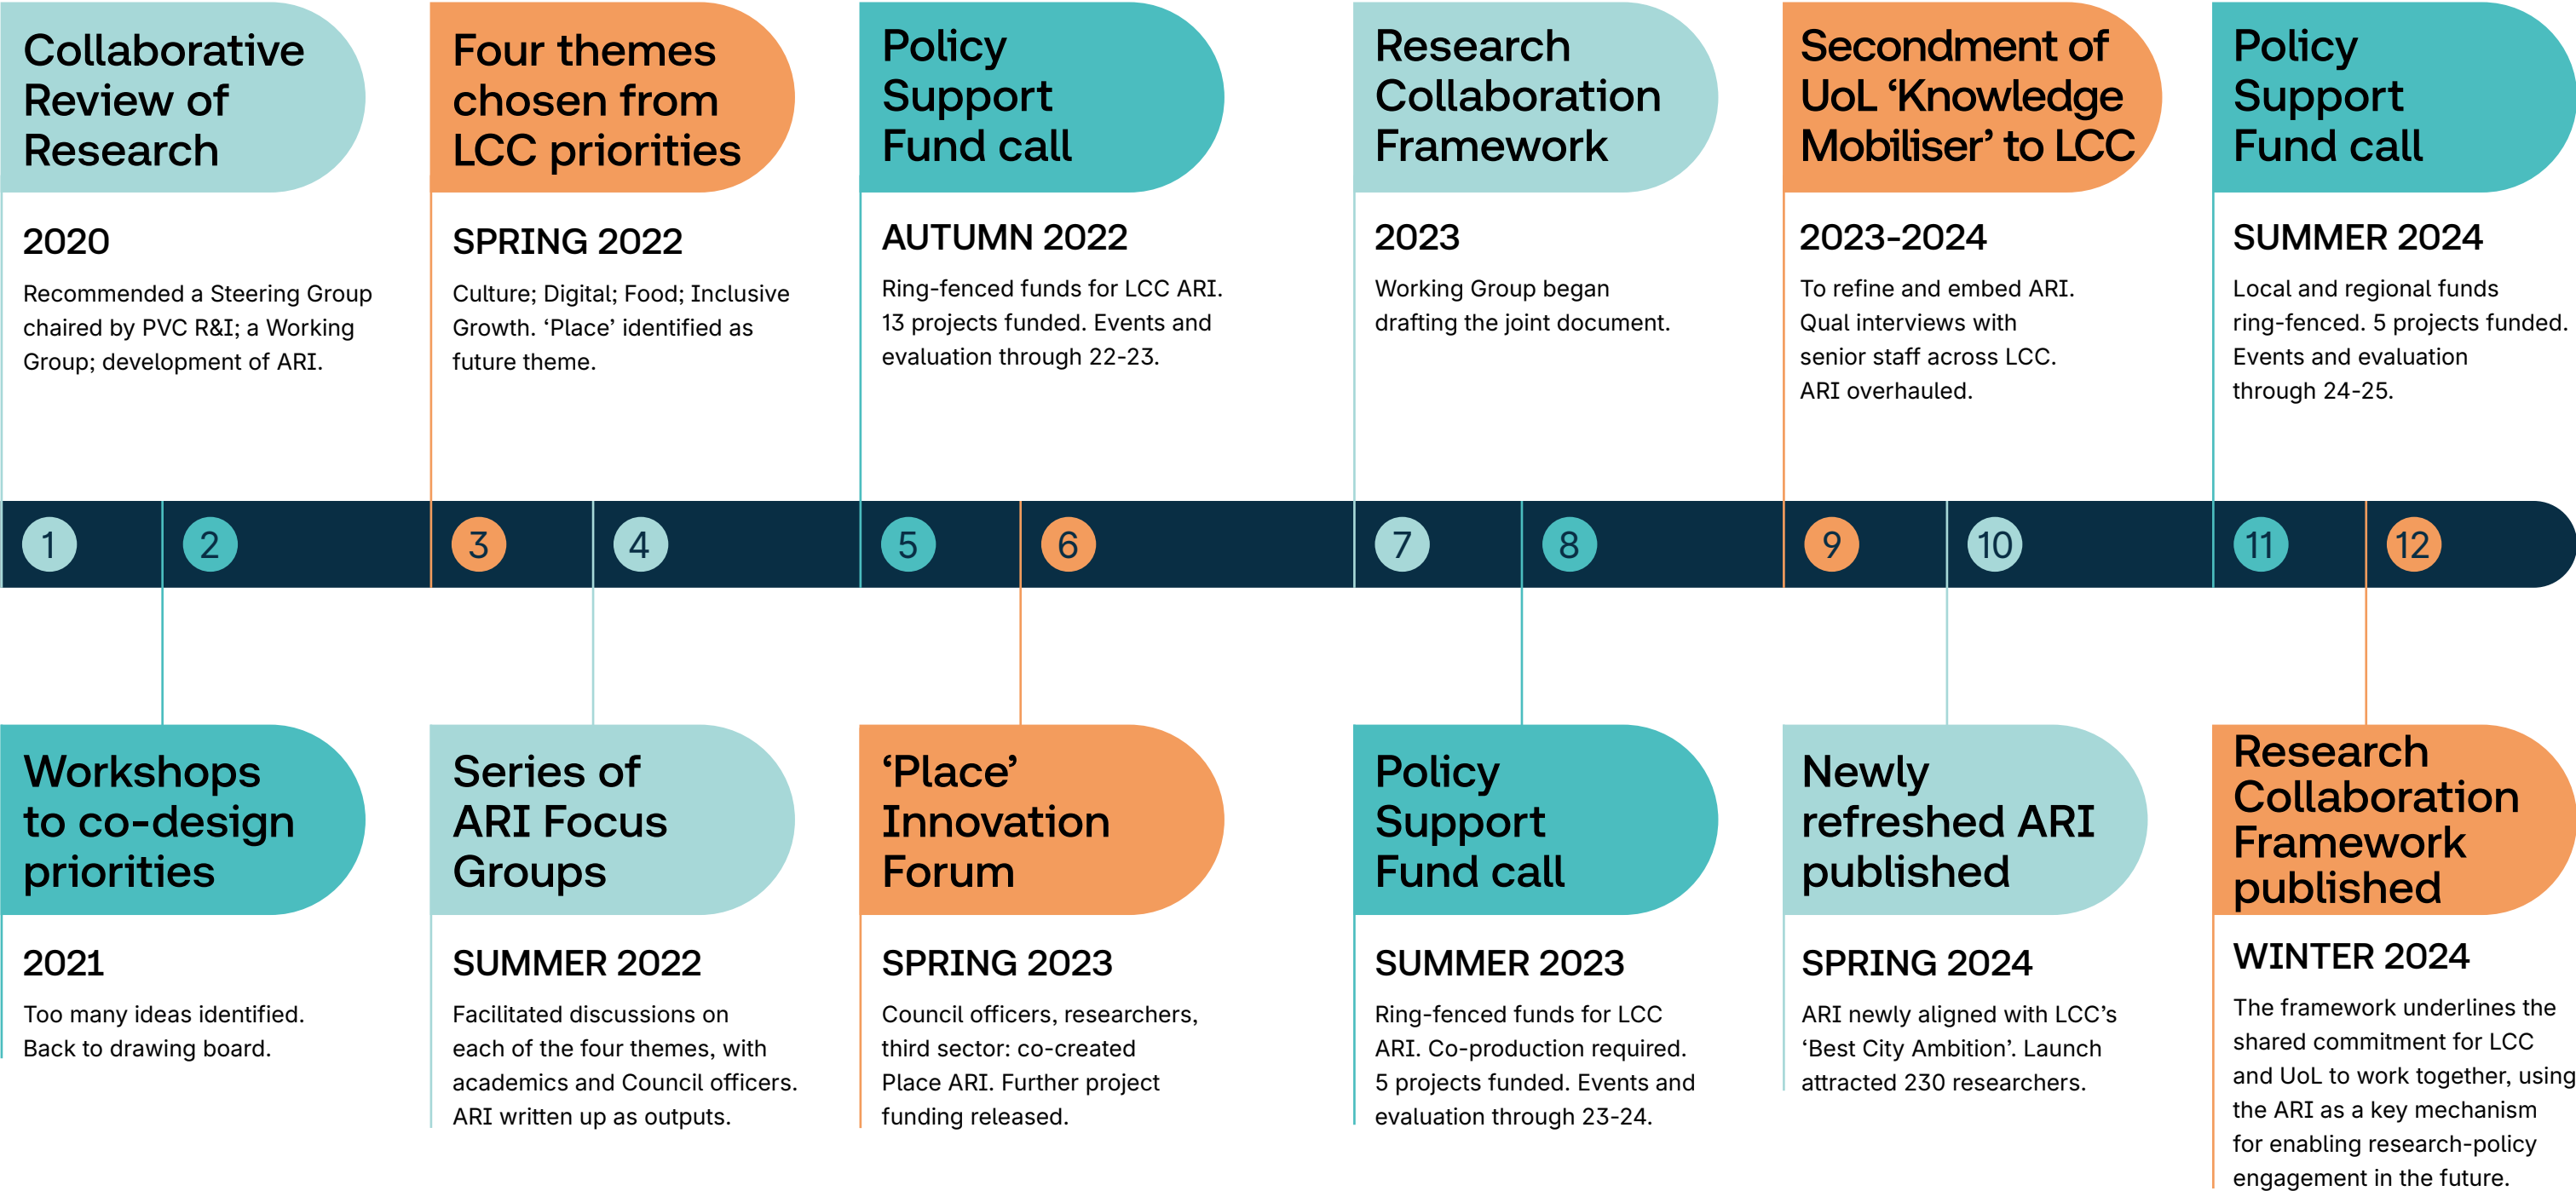 Collaborative
Review of
Research
2020
Recommended a Steering Group
chaired by PVC R&I; a Working
Group; development of ARI.
Four themes
chosen from
LCC priorities
SPRING 2022
Culture; Digital; Food; Inclusive
Growth. ‘Place’ identified as
future theme.
Policy
Support
Fund call
AUTUMN 2022
Ring-fenced funds for LCC ARI.
13 projects funded. Events and
evaluation through 22-23.
Research
Collaboration
Framework
2023
Working Group began
drafting the joint document.
Secondment of
UoL ‘Knowledge
Mobiliser’ to LCC
2023-2024
To refine and embed ARI.
Qual interviews with
senior staff across LCC.
ARI overhauled.
Policy
Support
Fund call
SUMMER 2024
Local and regional funds
ring-fenced. 5 projects funded.
Events and evaluation
through 24-25.
1 2 3 4 5 6 7 8 9 10 11 12
Workshops
to co-design
priorities
2021
Too many ideas identified.
Back to drawing board.
Series of
ARI Focus
Groups
SUMMER 2022
Facilitated discussions on
each of the four themes, with
academics and Council officers.
ARI written up as outputs.
‘Place’
Innovation
Forum
SPRING 2023
Council officers, researchers,
third sector: co-created
Place ARI. Further project
funding released.
Policy
Support
Fund call
SUMMER 2023
Ring-fenced funds for LCC
ARI. Co-production required.
5 projects funded. Events and
evaluation through 23-24.
Newly
refreshed ARI
published
SPRING 2024
ARI newly aligned with LCC’s
‘Best City Ambition’. Launch
attracted 230 researchers.
Research
Collaboration
Framework
published
WINTER 2024
The framework underlines the
shared commitment for LCC
and UoL to work together, using
the ARI as a key mechanism
for enabling research-policy
engagement in the future.